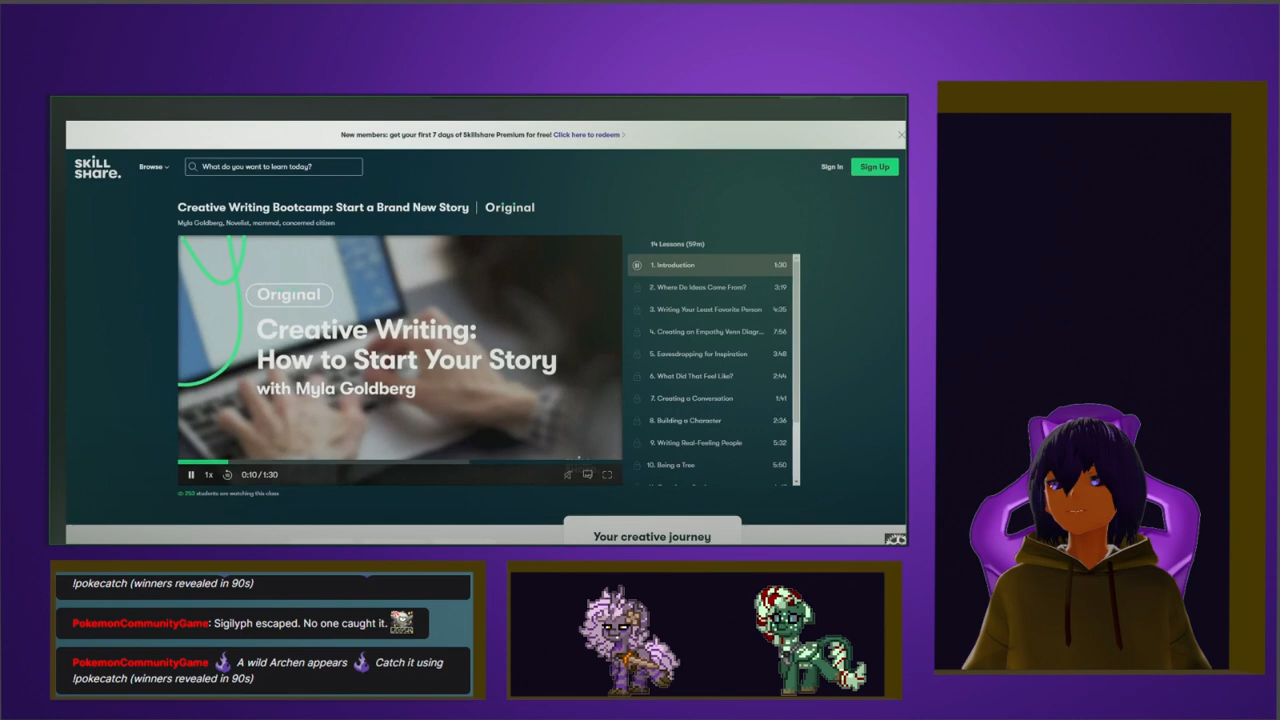 New members: get your first 7 days of Skillshare Premium for free! Click here to redeem >
SKILL
SHARE.
Browse
What do you want to learn today?
Sign In
Sign Up
Creative Writing Bootcamp: Start a Brand New Story | Original
Myla Goldberg, Novelist, mammal, concerned citizen
Original
Creative Writing:
How to Start Your Story
with Myla Goldberg
1x
0:10 / 1:30
250 students are watching this class
14 Lessons (59m)
1. Introduction 1:30
2. Where Do Ideas Come From? 3:19
3. Writing Your Least Favorite Person 4:35
4. Creating an Empathy Venn Diagr... 7:56
5. Eavesdropping for Inspiration 3:48
6. What Did That Feel Like? 2:44
7. Creating a Conversation 1:41
8. Building a Character 2:36
9. Writing Real-Feeling People 5:32
10. Being a Tree 5:50
Your creative journey
!pokecatch (winners revealed in 90s)
PokemonCommunityGame: Sigilyph escaped. No one caught it.
PokemonCommunityGame A wild Archen appears Catch it using
!pokecatch (winners revealed in 90s)